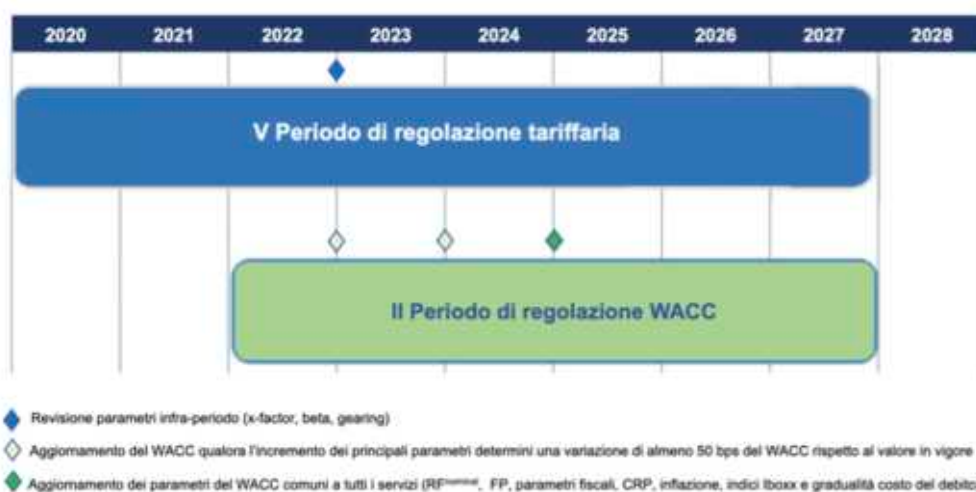 2020 2021 2022 2023 2024 2025 2026 2027 2028
V Periodo di regolazione tariffaria
II Periodo di regolazione WACC
Revisione parametri infra-periodo (x-factor, beta, gearing)
Aggiornamento del WACC qualora l'incremento dei principali parametri determini una variazione di almeno 50 bps del WACC rispetto al valore in vigore
Aggiornamento dei parametri del WACC comuni a tutti i servizi (RFnominal, FP, parametri fiscali, CRP, inflazione, indici Iboxx e gradualità costo del debito